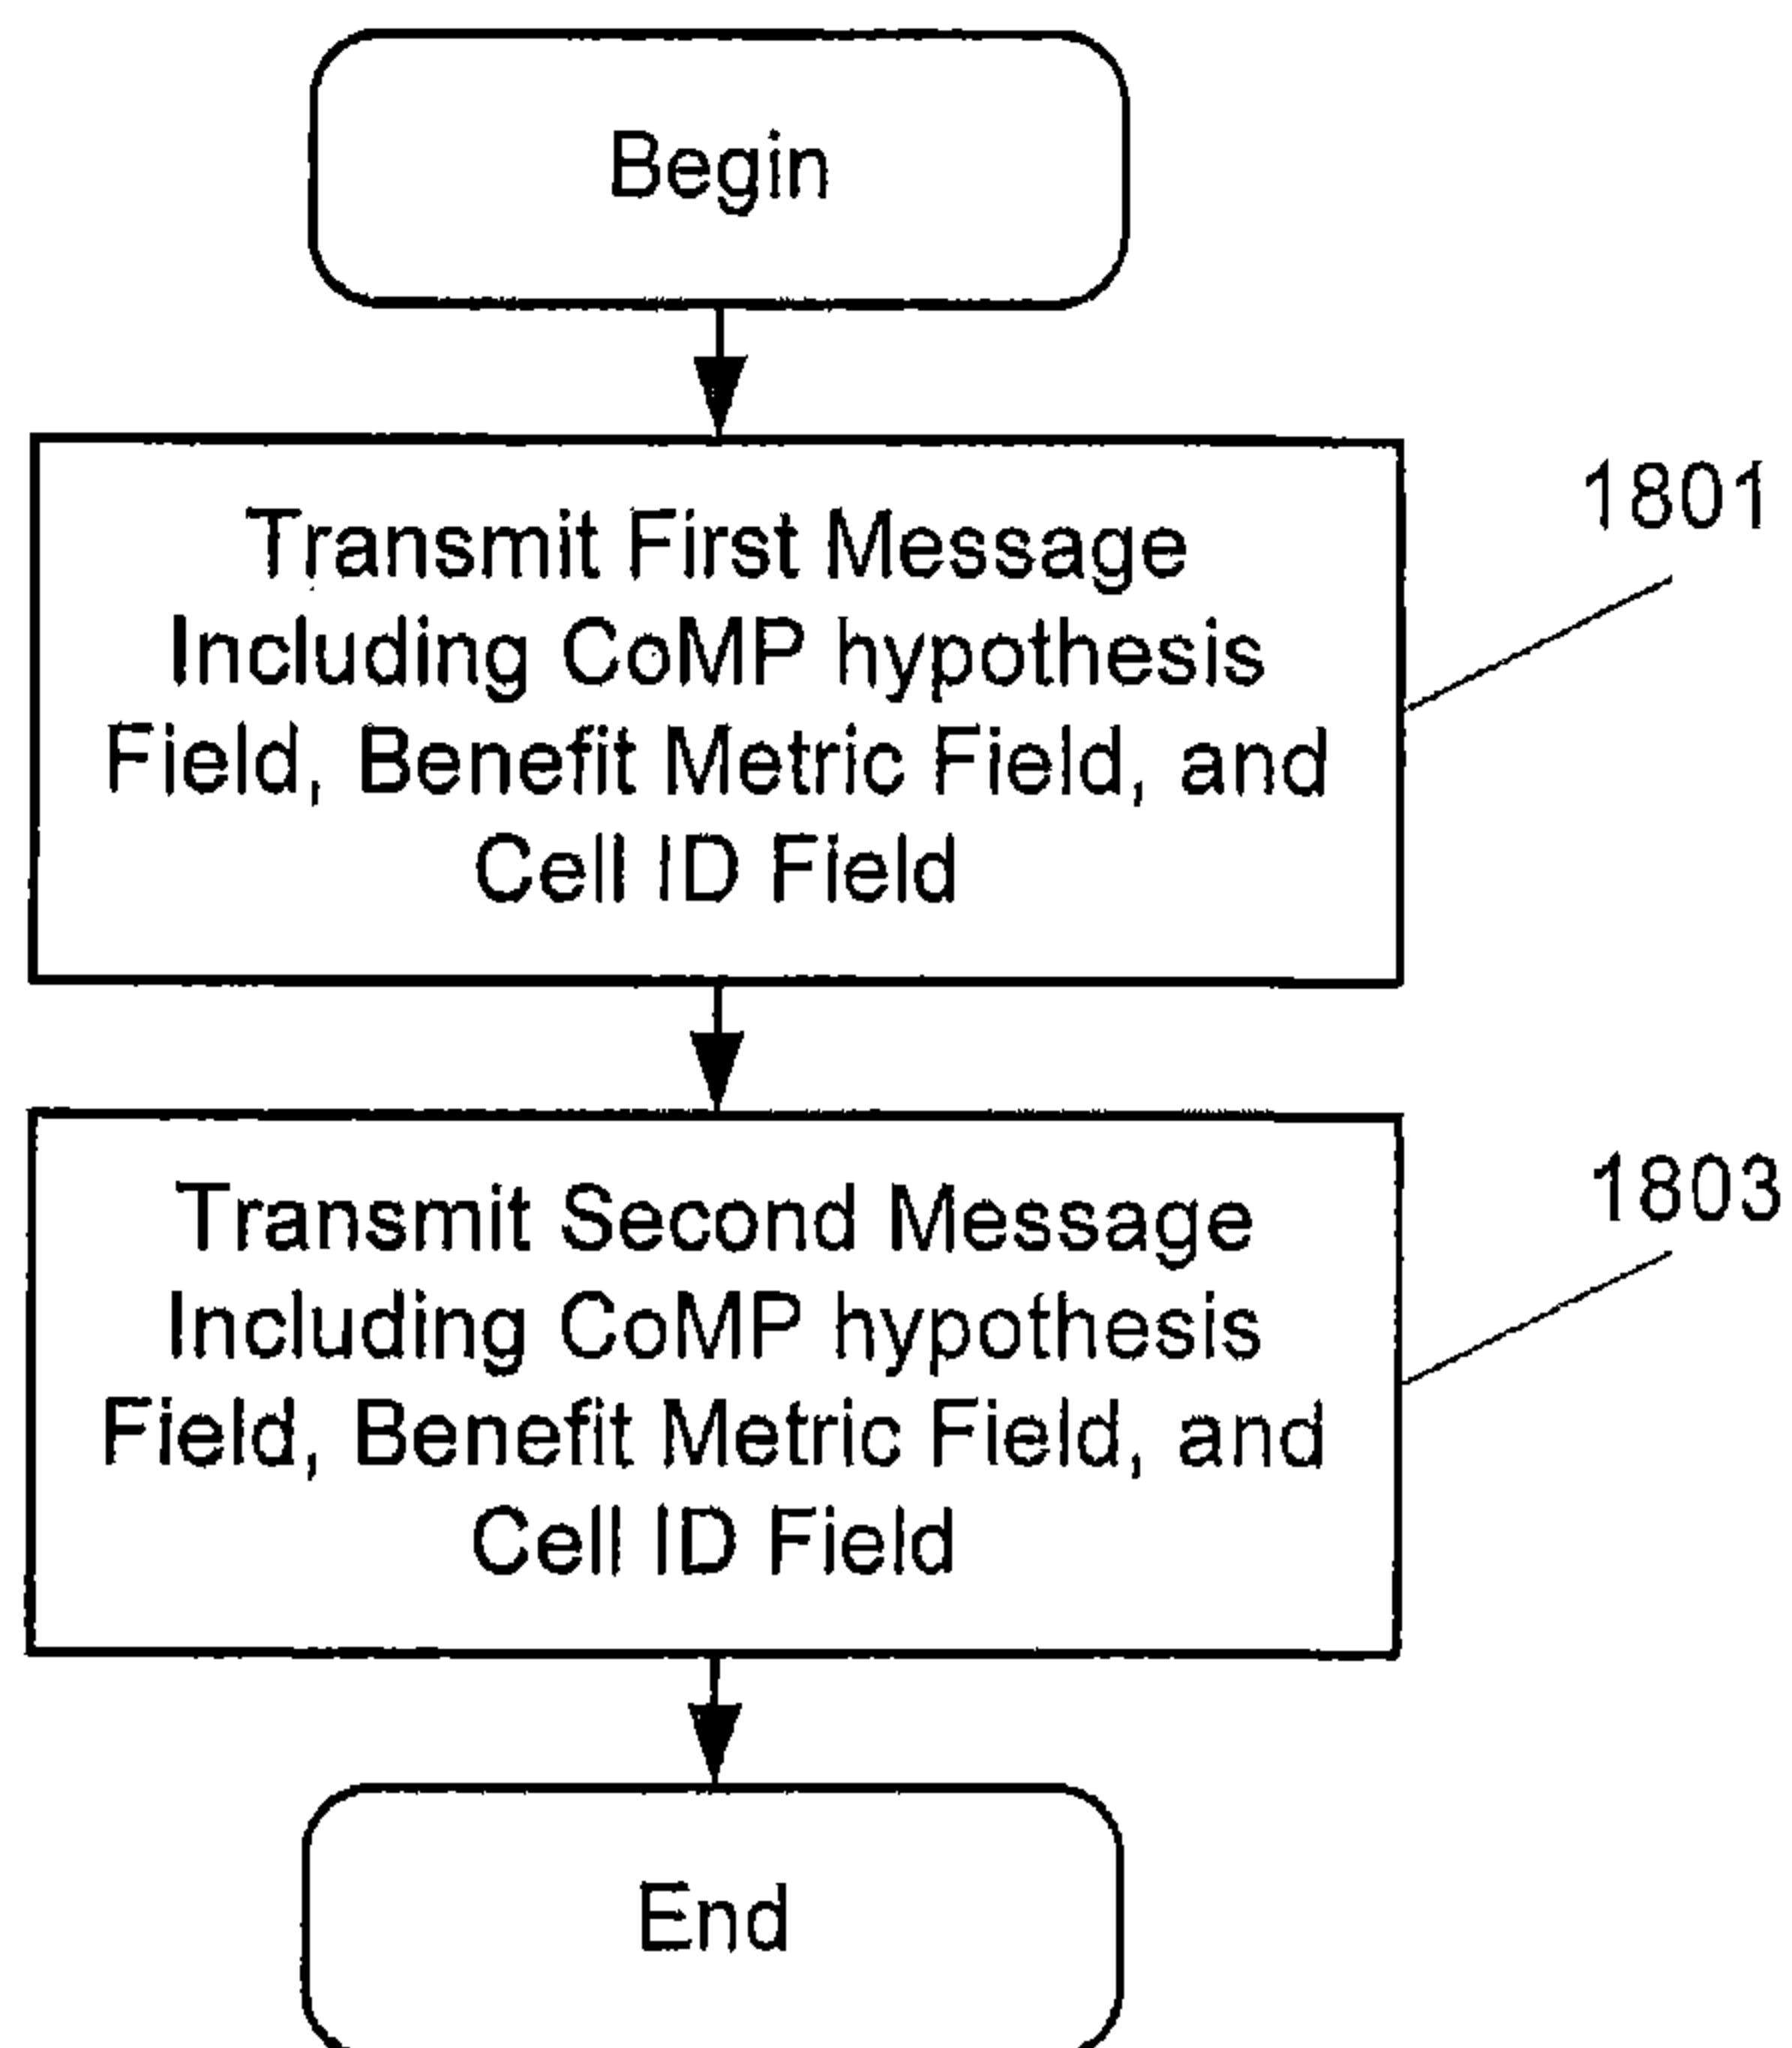 Begin
Transmit First Message
Including CoMP hypothesis
Field, Benefit Metric Field, and
Cell ID Field
1801
Transmit Second Message
Including CoMP hypothesis
Field, Benefit Metric Field, and
Cell ID Field
1803
End